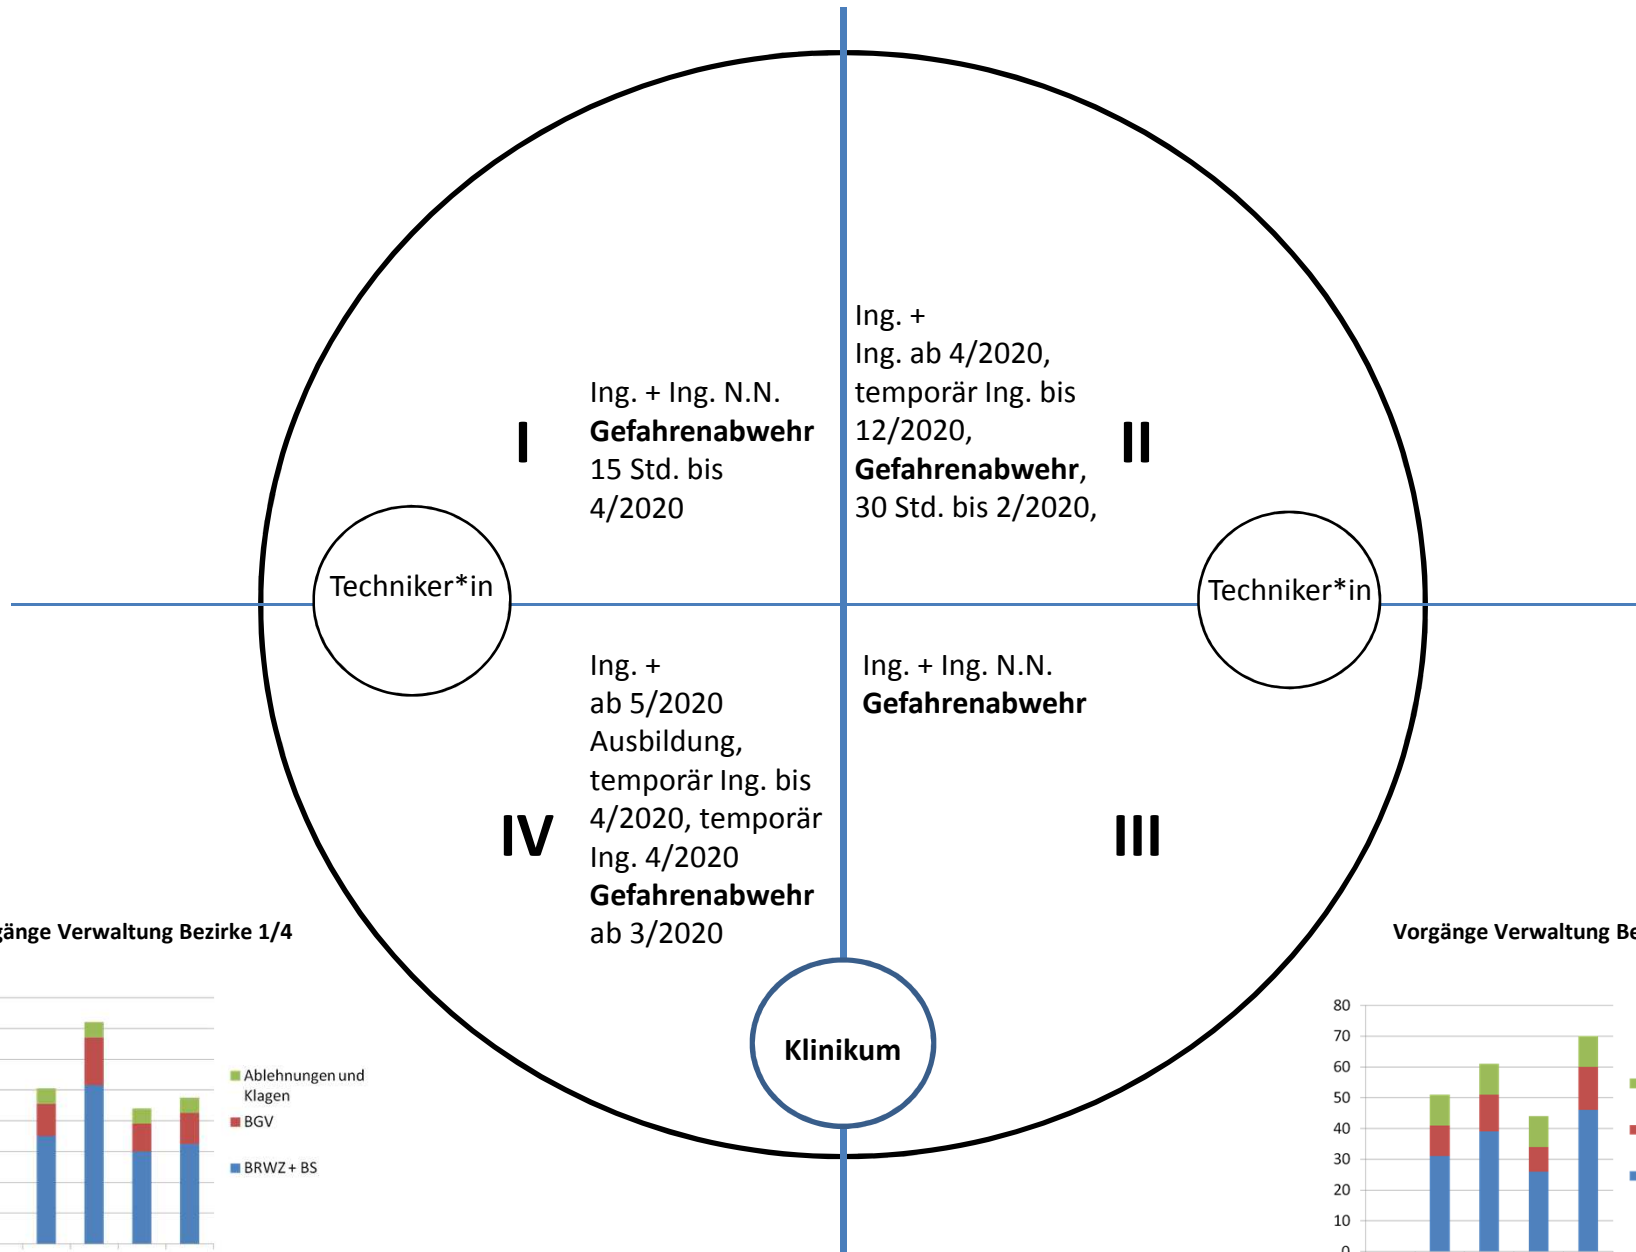 I
Ing. + Ing. N.N.
Gefahrenabwehr
15 Std. bis
4/2020
Ing. +
Ing. ab 4/2020,
temporär Ing. bis
12/2020,
Gefahrenabwehr,
30 Std. bis 2/2020,
II
Techniker*in
Techniker*in
IV
Ing. +
ab 5/2020
Ausbildung,
temporär Ing. bis
4/2020, temporär
Ing. 4/2020
Gefahrenabwehr
ab 3/2020
Ing. + Ing. N.N.
Gefahrenabwehr
III
Klinikum
gänge Verwaltung Bezirke 1/4
Ablehnungen und
Klagen
BGV
BRWZ + BS
Vorgänge Verwaltung Be
80
70
60
50
40
30
20
10
0